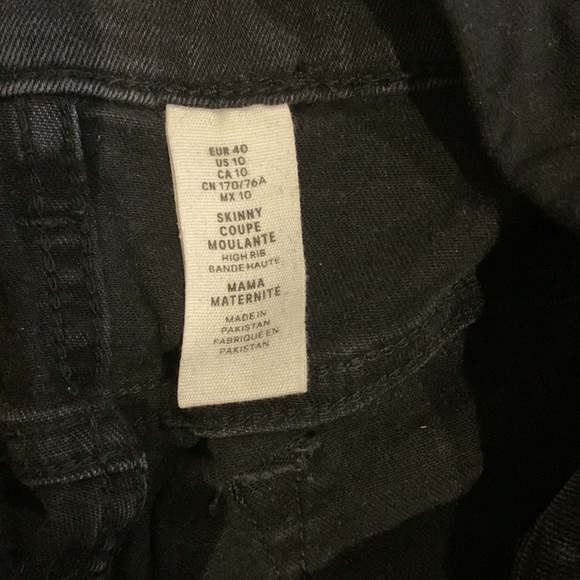 EUR 40
US 10
CA 10
CN 170/76A
MX 10
SKINNY
COUPE
MOULANTE
HIGH RIB
BANDE HAUTE
MAMA
MATERNITÉ
MADE IN
PAKISTAN
FABRIQUÉ EN
PAKISTAN